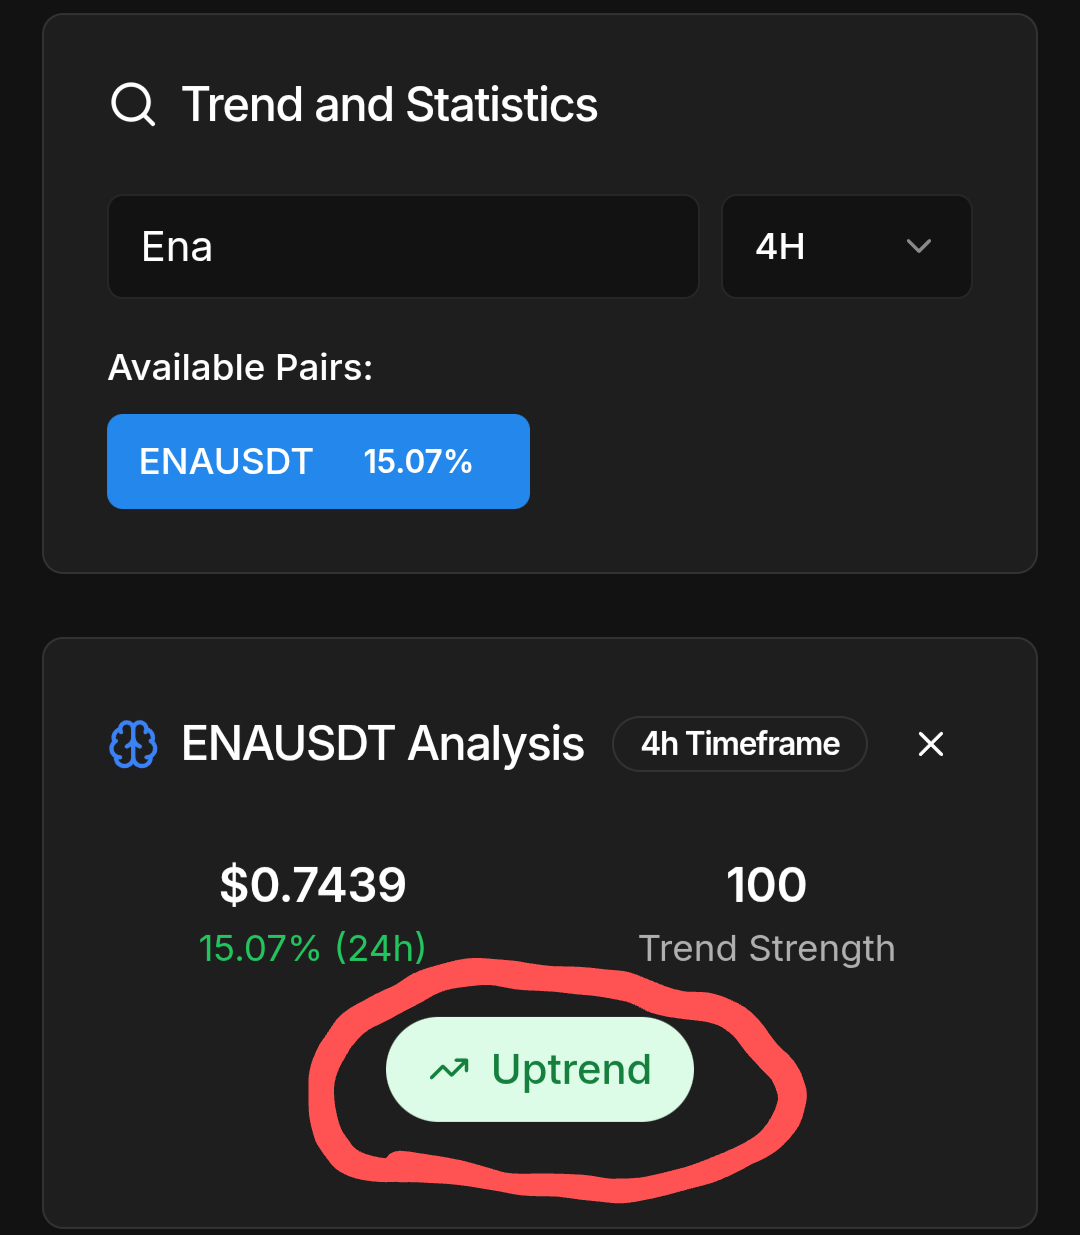 Trend and Statistics
Ena
4H
Available Pairs:
ENAUSDT 15.07%
ENAUSDT Analysis 4h Timeframe
$0.7439 100
15.07% (24h) Trend Strength
Uptrend